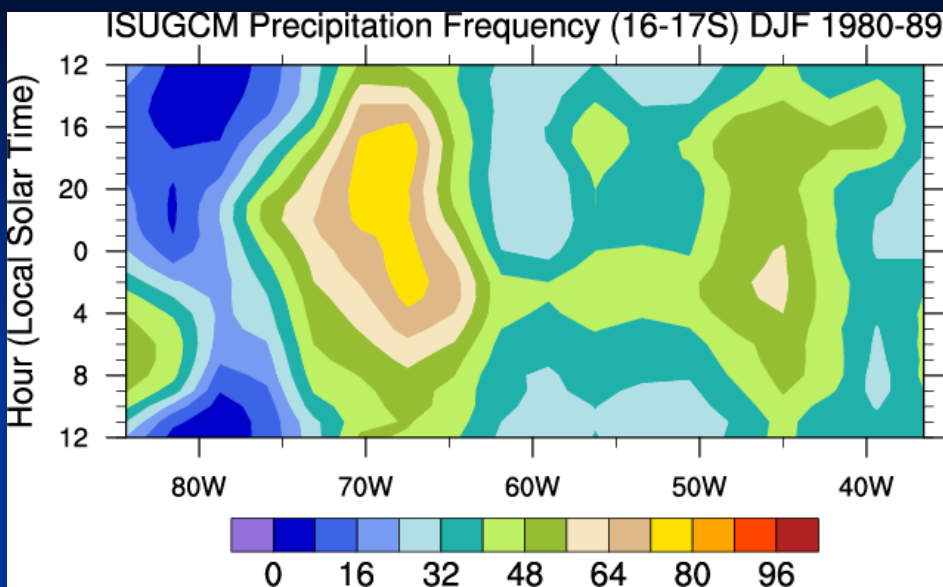 ISUGCM Precipitation Frequency (16-17S) DJF 1980-89
Hour (Local Solar Time)
12
16
20
0
4
8
12
80W 70W 60W 50W 40W
0 16 32 48 64 80 96